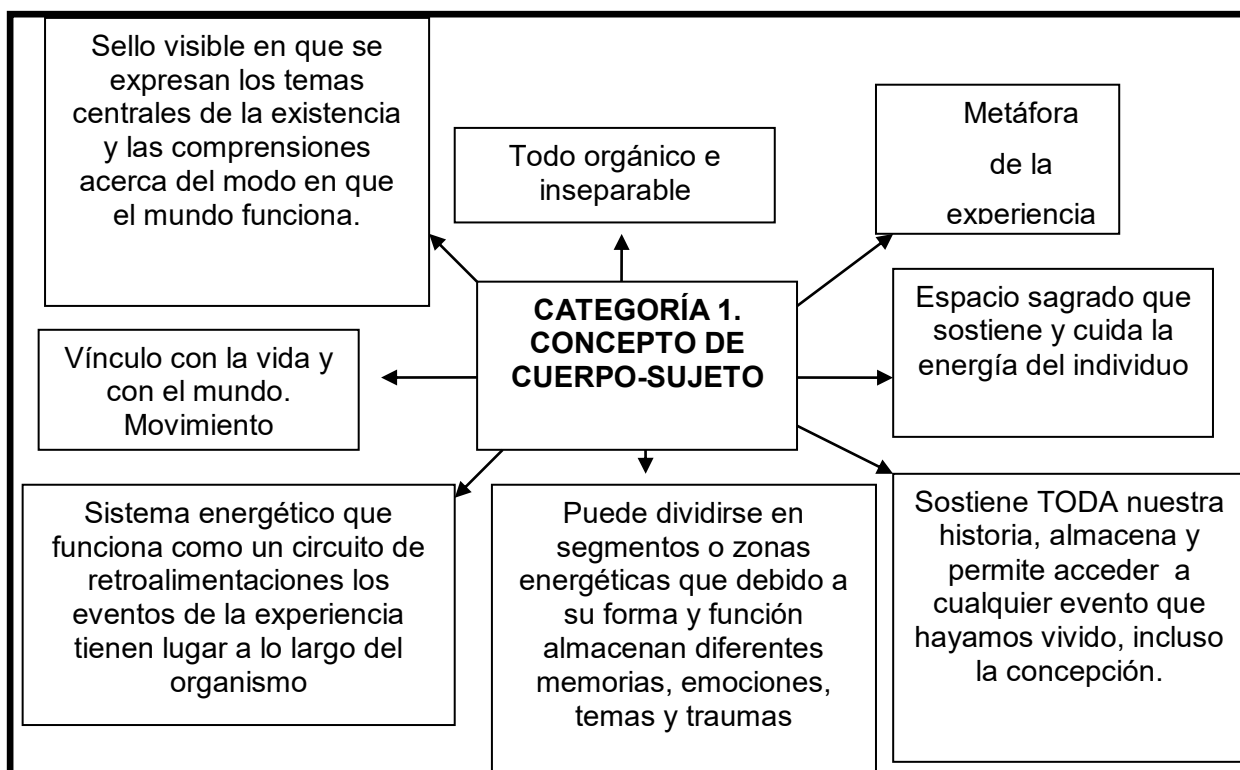 Sello visible en que se
expresan los temas
centrales de la existencia
y las comprensiones
acerca del modo en que
el mundo funciona.
Todo orgánico e
inseparable
Metáfora
de la
experiencia
CATEGORÍA 1.
CONCEPTO DE
CUERPO-SUJETO
Espacio sagrado que
sostiene y cuida la
energía del individuo
Vínculo con la vida y
con el mundo.
Movimiento
Sistema energético que
funciona como un circuito de
retroalimentaciones los
eventos de la experiencia
tienen lugar a lo largo del
organismo
Puede dividirse en
segmentos o zonas
energéticas que debido a
su forma y función
almacenan diferentes
memorias, emociones,
temas y traumas
Sostiene TODA nuestra
historia, almacena y
permite acceder  a
cualquier evento que
hayamos vivido, incluso
la concepción.